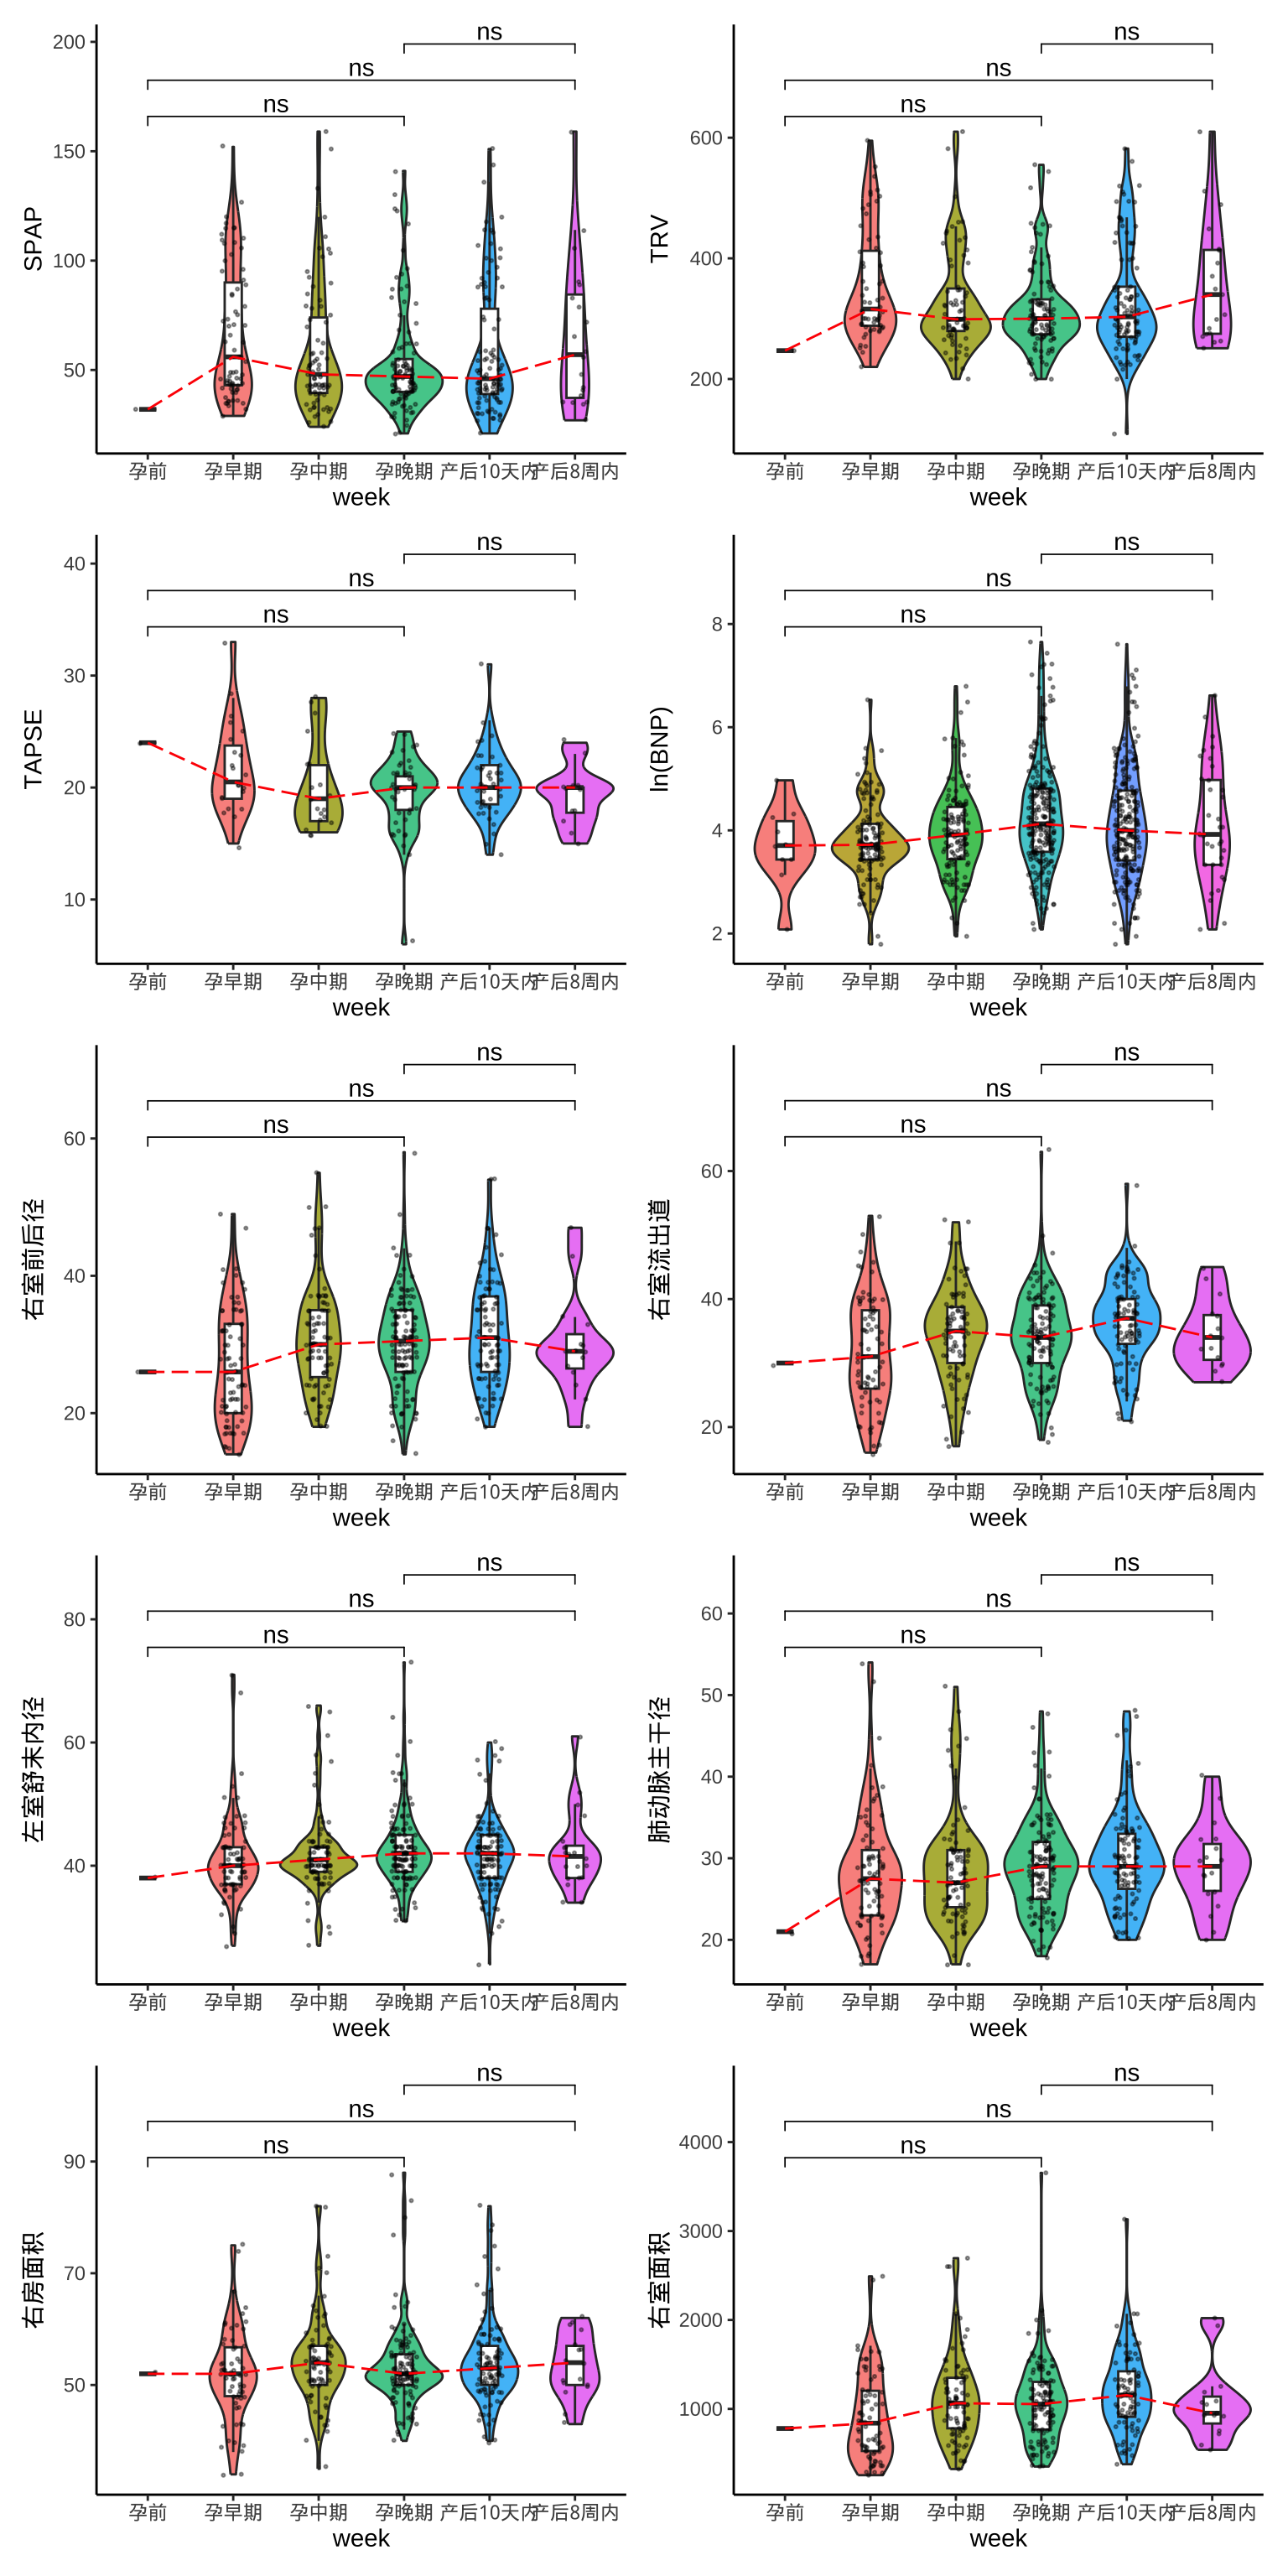 200
150
100
50
SPAP
ns
ns
ns
孕前 孕早期 孕中期 孕晚期 产后10天内 产后8周内
week
600
400
200
TRV
ns
ns
ns
孕前 孕早期 孕中期 孕晚期 产后10天内 产后8周内
week
40
30
20
10
TAPSE
ns
ns
ns
孕前 孕早期 孕中期 孕晚期 产后10天内 产后8周内
week
8
6
4
2
ln(BNP)
ns
ns
ns
孕前 孕早期 孕中期 孕晚期 产后10天内 产后8周内
week
60
40
20
右室前后径
ns
ns
ns
孕前 孕早期 孕中期 孕晚期 产后10天内 产后8周内
week
60
40
20
右室流出道
ns
ns
ns
孕前 孕早期 孕中期 孕晚期 产后10天内 产后8周内
week
80
60
40
左室舒末内径
ns
ns
ns
孕前 孕早期 孕中期 孕晚期 产后10天内 产后8周内
week
60
50
40
30
20
肺动脉主干径
ns
ns
ns
孕前 孕早期 孕中期 孕晚期 产后10天内 产后8周内
week
90
70
50
右房面积
ns
ns
ns
孕前 孕早期 孕中期 孕晚期 产后10天内 产后8周内
week
4000
3000
2000
1000
右室面积
ns
ns
ns
孕前 孕早期 孕中期 孕晚期 产后10天内 产后8周内
week